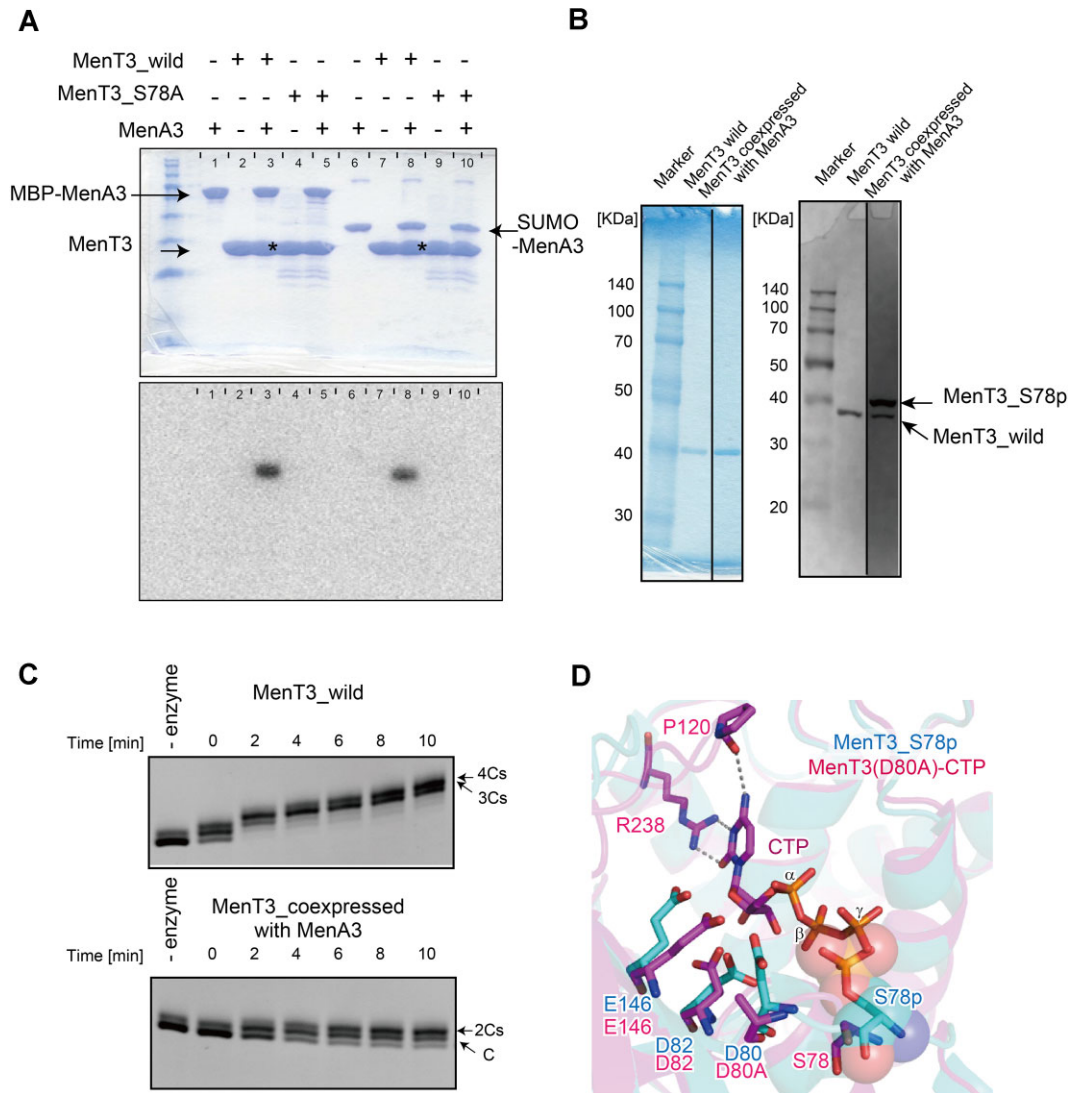 A
MenT3_wild - + + - - - + + - -
MenT3_S78A - - - + + - - - + +
MenA3 + - + - + + - + - +
1 2 3 4 5 6 7 8 9 10
MBP-MenA3
MenT3
* *
SUMO
-MenA3
1 2 3 4 5 6 7 8 9 10
B
Marker
MenT3 wild
MenT3 coexpressed
with MenA3
[KDa]
140
100
70
50
40
30
Marker
MenT3 wild
MenT3 coexpressed
with MenA3
[KDa]
140
100
70
50
40
30
20
MenT3_S78p
MenT3_wild
C
- enzyme
MenT3_wild
Time [min] 0 2 4 6 8 10
4Cs
3Cs
- enzyme
MenT3_coexpressed
with MenA3
Time [min] 0 2 4 6 8 10
2Cs
C
D
P120
MenT3_S78p
MenT3(D80A)-CTP
R238
CTP
α
β
γ
E146
E146
D82
D82
D80
D80A
S78p
S78